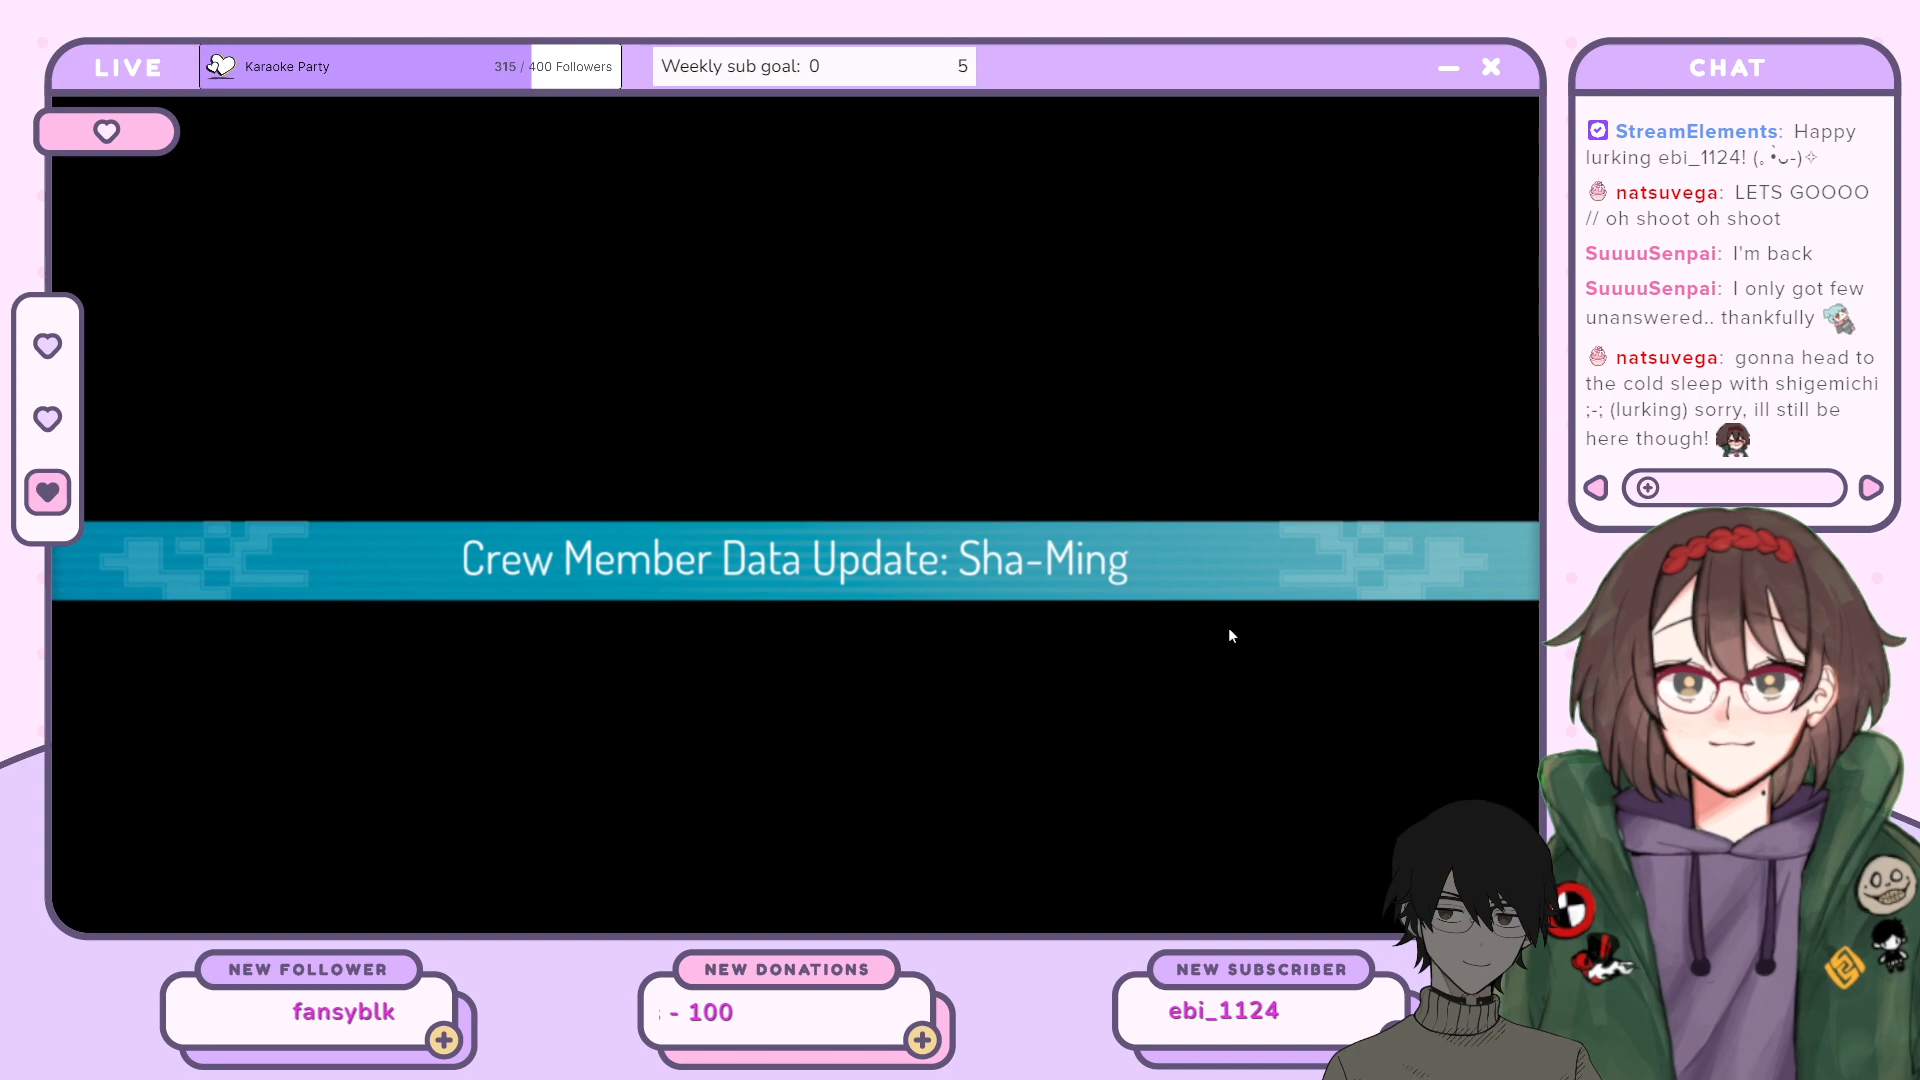 LIVE
Karaoke Party 315 / 400 Followers
Weekly sub goal: 0 5
CHAT
StreamElements: Happy
lurking ebi_1124! (｡•̀ᴗ-)✧
natsuvega: LETS GOOOO
// oh shoot oh shoot
SuuuuSenpai: I'm back
SuuuuSenpai: I only got few
unanswered.. thankfully
natsuvega: gonna head to
the cold sleep with shigemichi
;-; (lurking) sorry, ill still be
here though!
Crew Member Data Update: Sha-Ming
NEW FOLLOWER
fansyblk
NEW DONATIONS
- 100
NEW SUBSCRIBER
ebi_1124